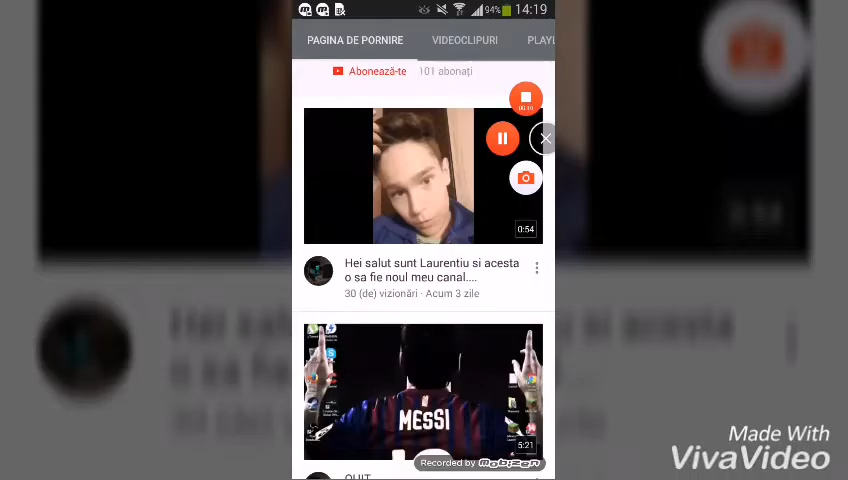 94% 14:19
PAGINA DE PORNIRE VIDEOCLIPURI PLAYL
Abonează-te 101 abonați
0:54
Hei salut sunt Laurentiu si acesta
o sa fie noul meu canal....
30 (de) vizionări · Acum 3 zile
MESSI
5:21
Recorded by mobizen
QUIT
Made With
VivaVideo